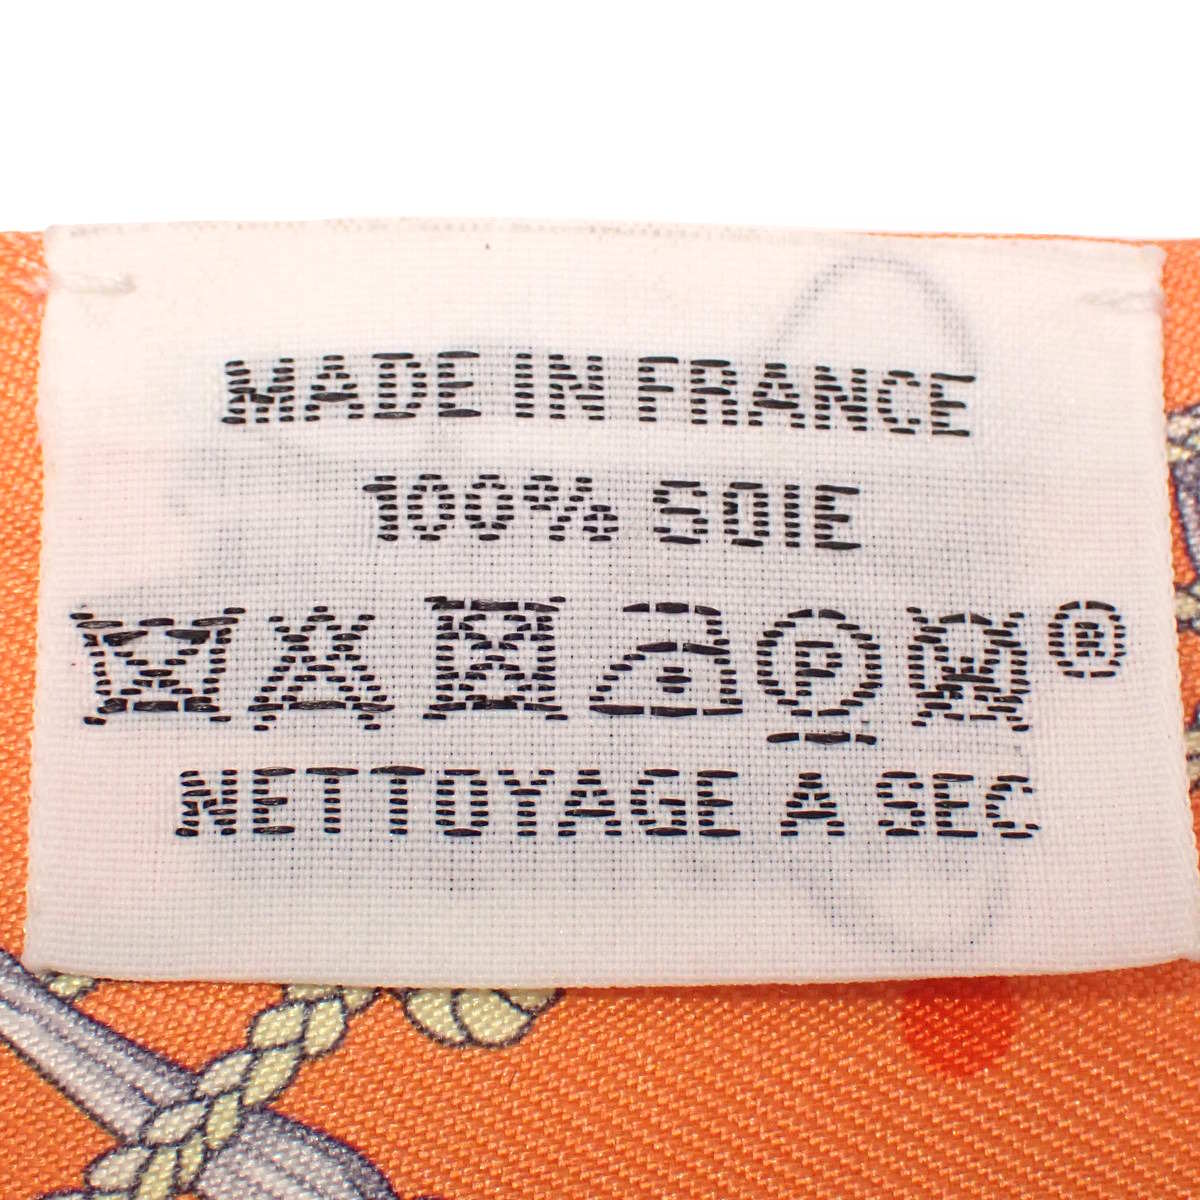 MADE IN FRANCE
100% SOIE
P W ®
NETTOYAGE A SEC